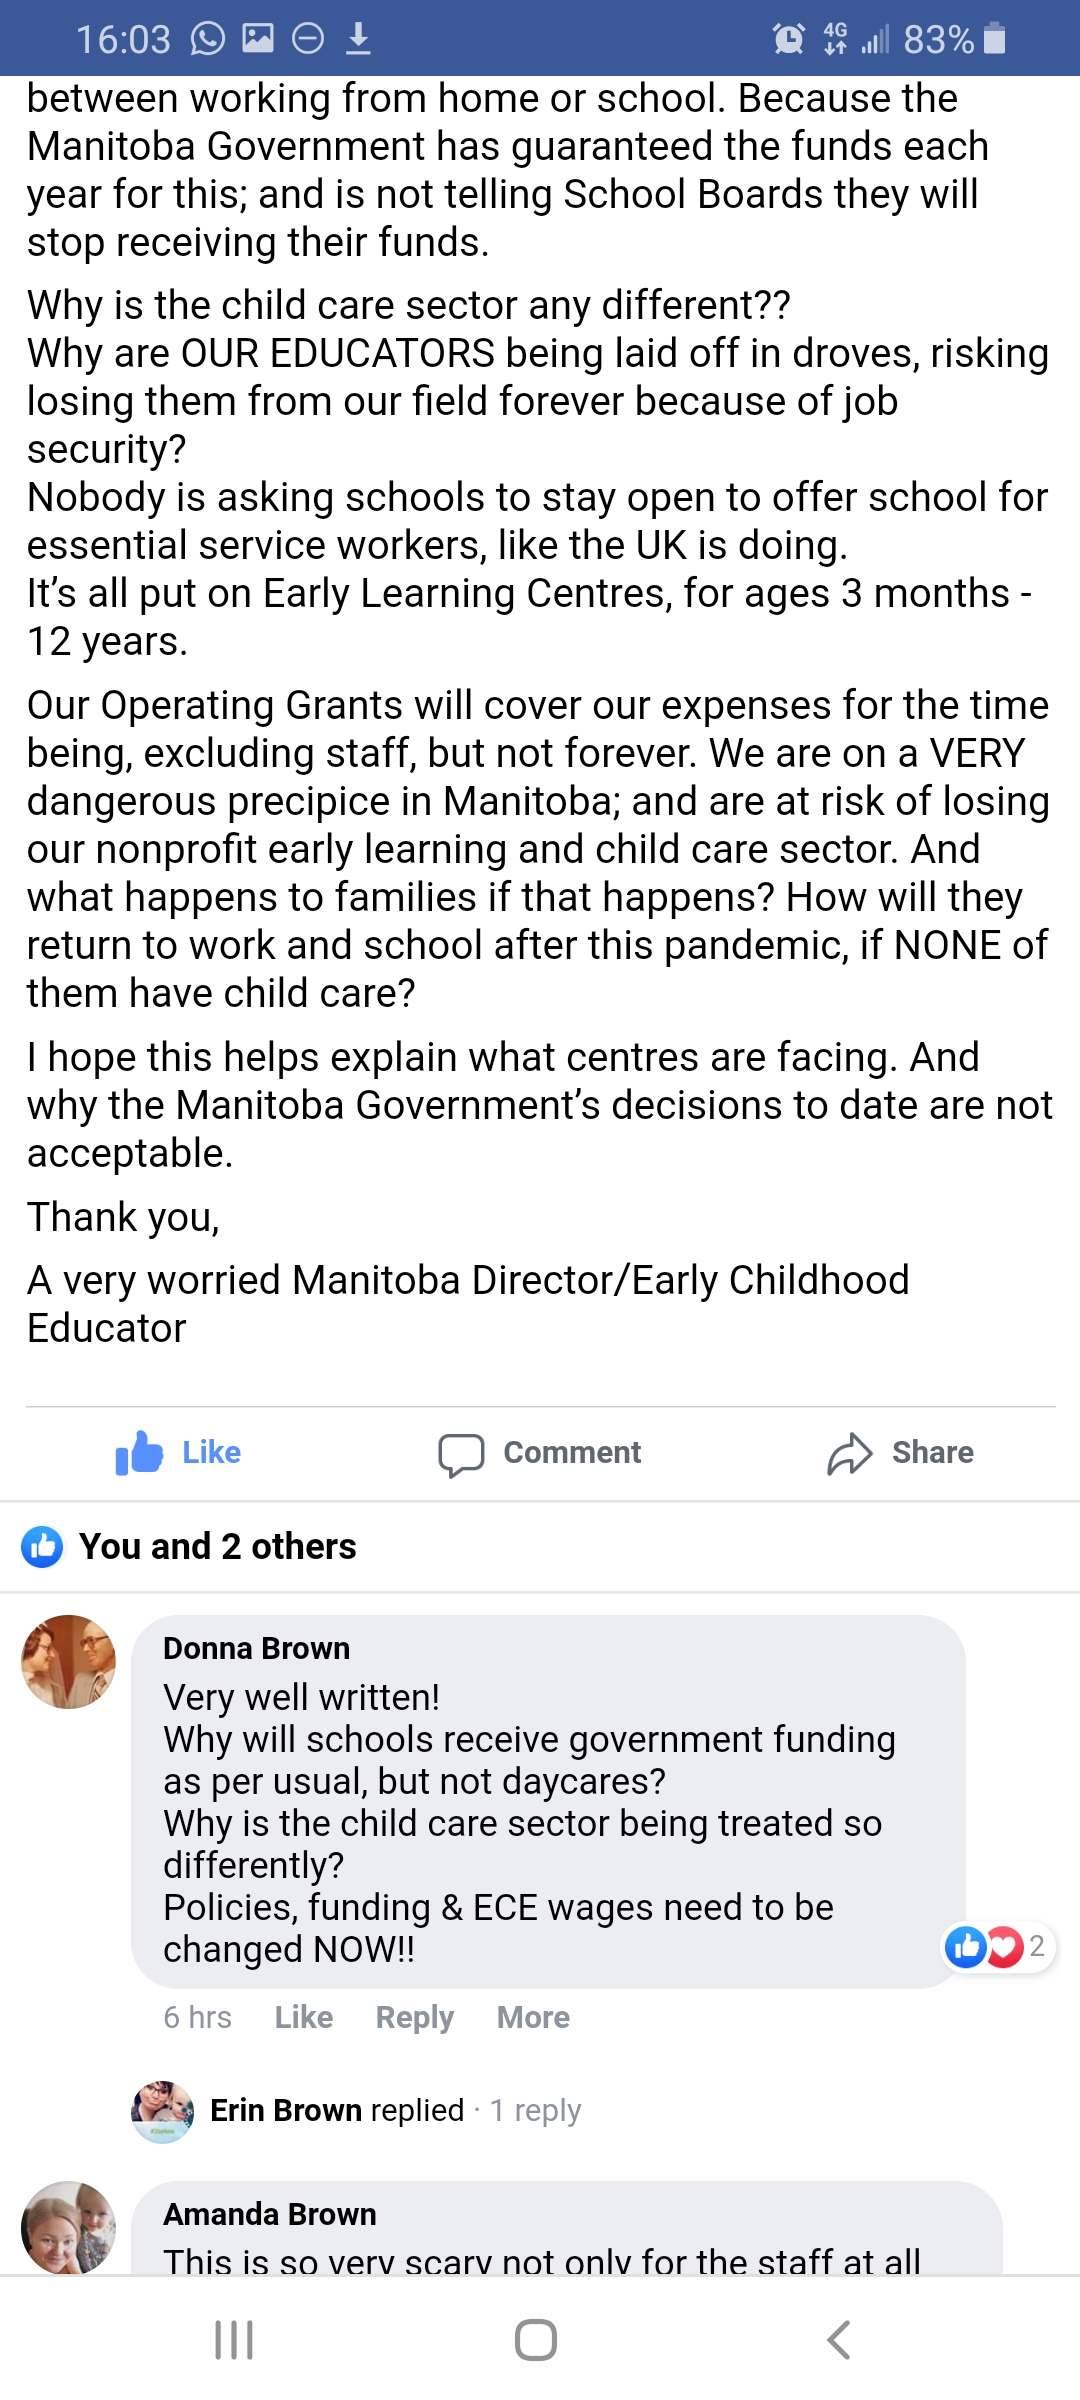 16:03 4G 83%
between working from home or school. Because the
Manitoba Government has guaranteed the funds each
year for this; and is not telling School Boards they will
stop receiving their funds.
Why is the child care sector any different??
Why are OUR EDUCATORS being laid off in droves, risking
losing them from our field forever because of job
security?
Nobody is asking schools to stay open to offer school for
essential service workers, like the UK is doing.
It’s all put on Early Learning Centres, for ages 3 months -
12 years.
Our Operating Grants will cover our expenses for the time
being, excluding staff, but not forever. We are on a VERY
dangerous precipice in Manitoba; and are at risk of losing
our nonprofit early learning and child care sector. And
what happens to families if that happens? How will they
return to work and school after this pandemic, if NONE of
them have child care?
I hope this helps explain what centres are facing. And
why the Manitoba Government’s decisions to date are not
acceptable.
Thank you,
A very worried Manitoba Director/Early Childhood
Educator
Like Comment Share
You and 2 others
Donna Brown
Very well written!
Why will schools receive government funding
as per usual, but not daycares?
Why is the child care sector being treated so
differently?
Policies, funding & ECE wages need to be
changed NOW!!
2
6 hrs Like Reply More
Erin Brown replied · 1 reply
Amanda Brown
This is so very scary not only for the staff at all